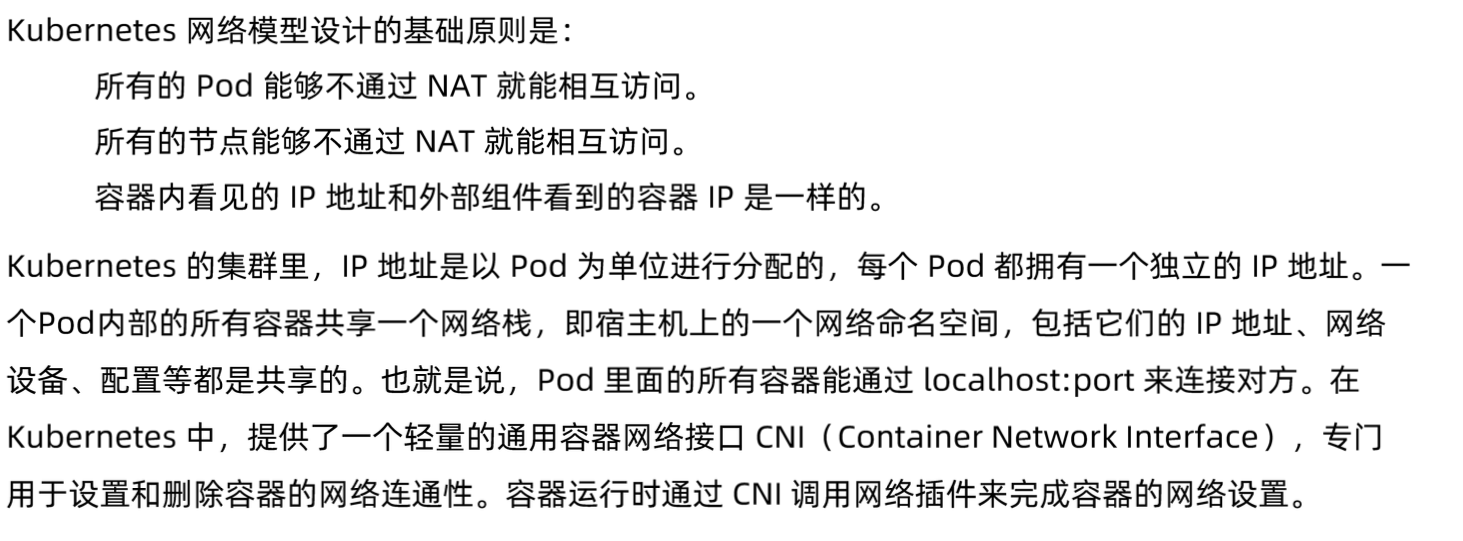 Kubernetes 网络模型设计的基础原则是：
所有的 Pod 能够不通过 NAT 就能相互访问。
所有的节点能够不通过 NAT 就能相互访问。
容器内看见的 IP 地址和外部组件看到的容器 IP 是一样的。
Kubernetes 的集群里，IP 地址是以 Pod 为单位进行分配的，每个 Pod 都拥有一个独立的 IP 地址。一
个Pod内部的所有容器共享一个网络栈，即宿主机上的一个网络命名空间，包括它们的 IP 地址、网络
设备、配置等都是共享的。也就是说，Pod 里面的所有容器能通过 localhost:port 来连接对方。在
Kubernetes 中，提供了一个轻量的通用容器网络接口 CNI（Container Network Interface），专门
用于设置和删除容器的网络连通性。容器运行时通过 CNI 调用网络插件来完成容器的网络设置。